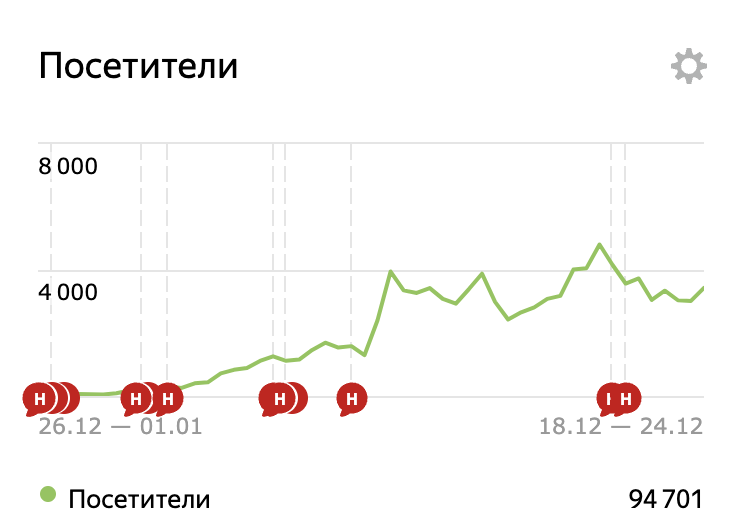 Посетители
8 000
4 000
Н Н Н Н Н Н
26.12 — 01.01 18.12 — 24.12
Посетители 94 701